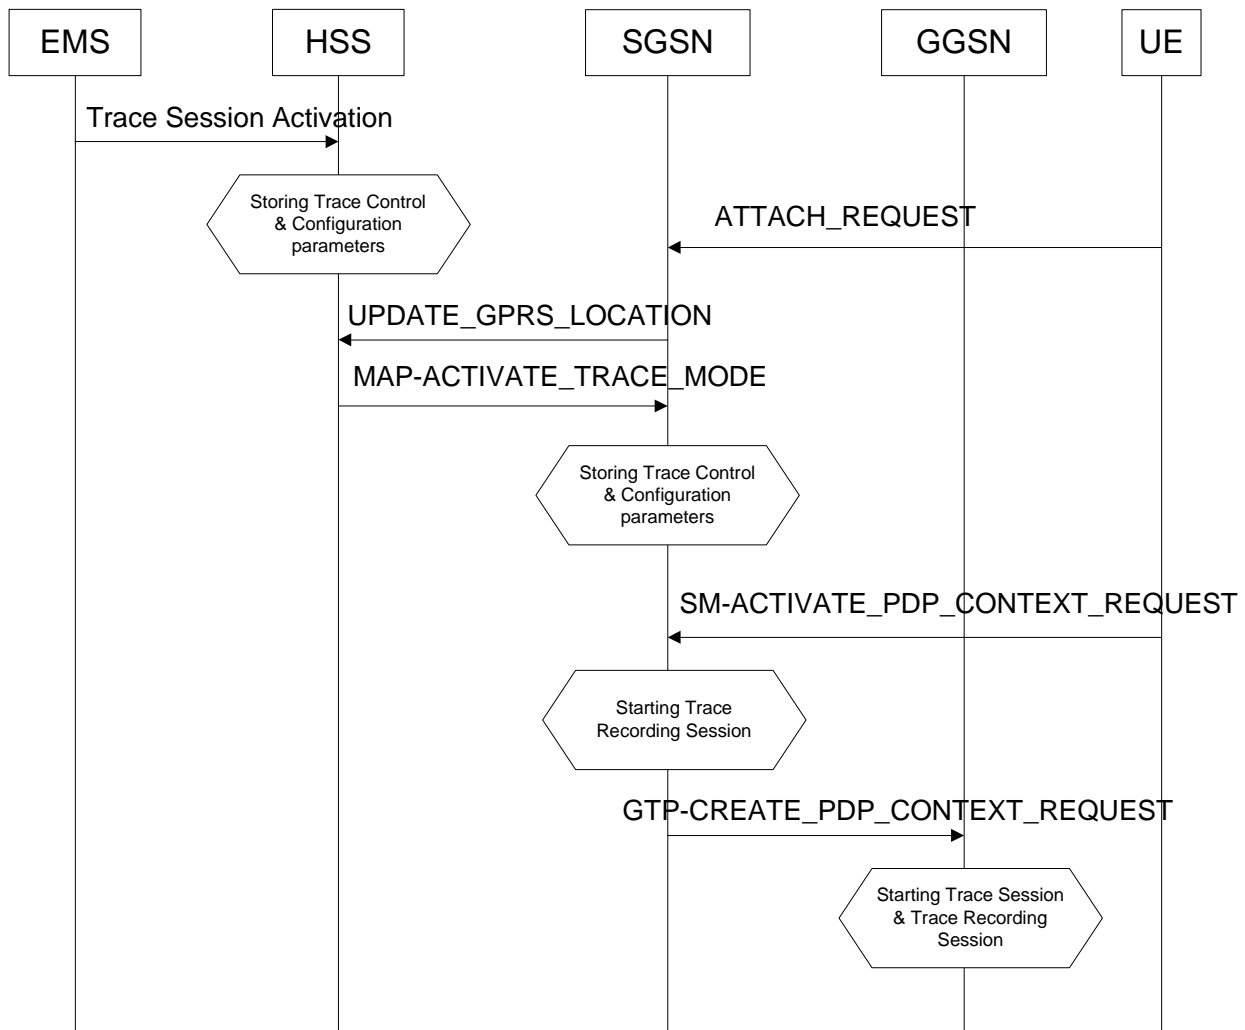 EMS
HSS
SGSN
GGSN
UE
Trace Session Activation
Storing Trace Control
& Configuration
parameters
ATTACH_REQUEST
UPDATE_GPRS_LOCATION
MAP-ACTIVATE_TRACE_MODE
Storing Trace Control
& Configuration
parameters
SM-ACTIVATE_PDP_CONTEXT_REQUEST
Starting Trace
Recording Session
GTP-CREATE_PDP_CONTEXT_REQUEST
Starting Trace Session
& Trace Recording
Session